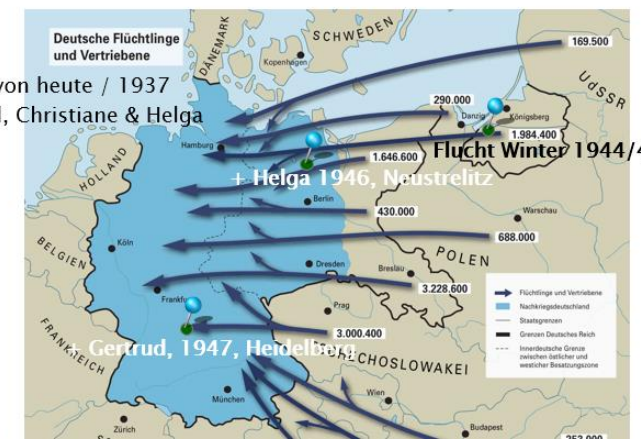 Deutsche Flüchtlinge
und Vertriebene
DÄNEMARK
SCHWEDEN
169.500
Kopenhagen
UdSSR
von heute / 1937
290.000
Danzig
Königsberg
, Christiane & Helga
1.984.400
HOLLAND
Hamburg
1.646.600
Flucht Winter 1944/4
+ Helga 1946, Neustrelitz
Berlin
430.000
Warschau
688.000
BELGIEN
Köln
POLEN
Dresden
Breslau
3.228.600
Flüchtlinge und Vertriebene
Nachkriegsdeutschland
Staatsgrenzen
Grenzen Deutsches Reich
Innerdeutsche Grenze
zwischen östlicher und
westlicher Besatzungszone
Frankfu
Prag
3.000.400
FRANKREICH
+ Gertrud, 1947, Heidelberg
CHOSLOWAKEI
München
Wien
Zürich
Budapest